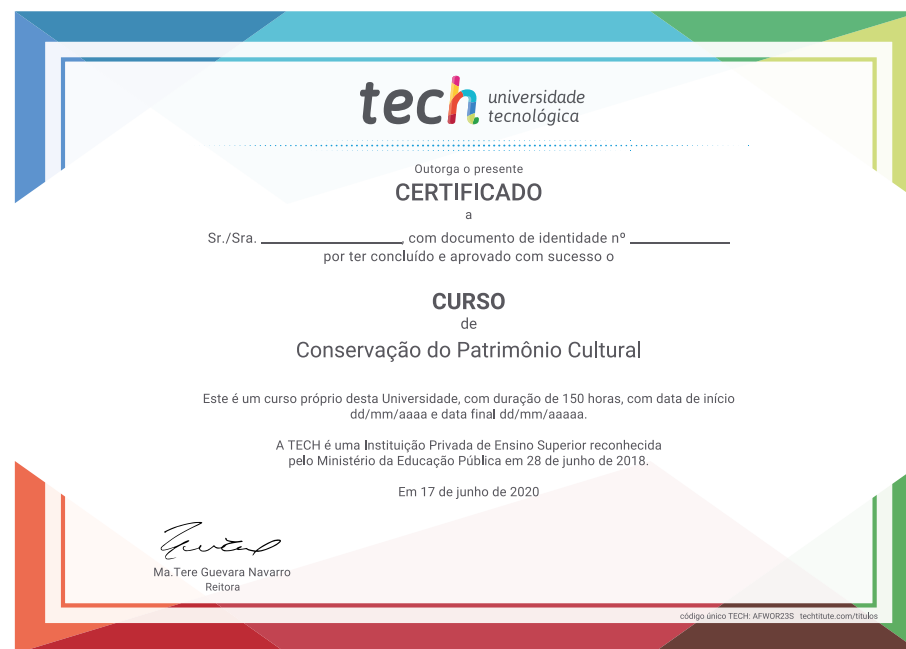 tech universidade
tecnológica
Outorga o presente
CERTIFICADO
a
Sr./Sra. ________________, com documento de identidade nº ____________
por ter concluído e aprovado com sucesso o
CURSO
de
Conservação do Patrimônio Cultural
Este é um curso próprio desta Universidade, com duração de 150 horas, com data de início
dd/mm/aaaa e data final dd/mm/aaaaa.
A TECH é uma Instituição Privada de Ensino Superior reconhecida
pelo Ministério da Educação Pública em 28 de junho de 2018.
Em 17 de junho de 2020
Ma.Tere Guevara Navarro
Reitora
código único TECH: AFWOR23S techtitute.com/titulos